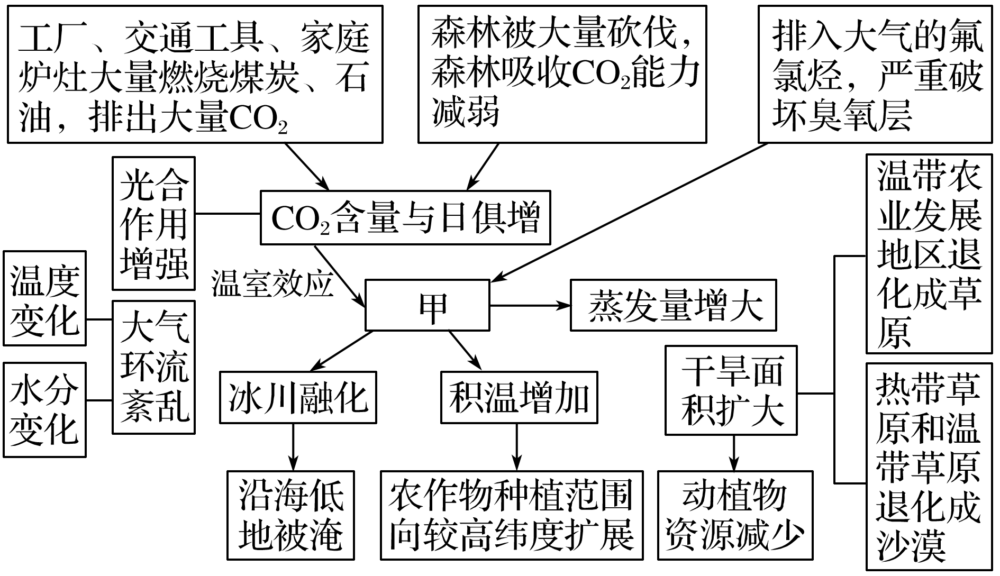 工厂、交通工具、家庭
炉灶大量燃烧煤炭、石
油，排出大量CO₂
森林被大量砍伐，
森林吸收CO₂能力
减弱
排入大气的氟
氯烃，严重破
坏臭氧层
光合
作用
增强
CO₂含量与日俱增
温带农
业发展
地区退
化成草
原
温度
变化
温室效应
甲
蒸发量增大
大气
环流
紊乱
水分
变化
冰川融化
积温增加
干旱面
积扩大
热带草
原和温
带草原
退化成
沙漠
沿海低
地被淹
农作物种植范围
向较高纬度扩展
动植物
资源减少